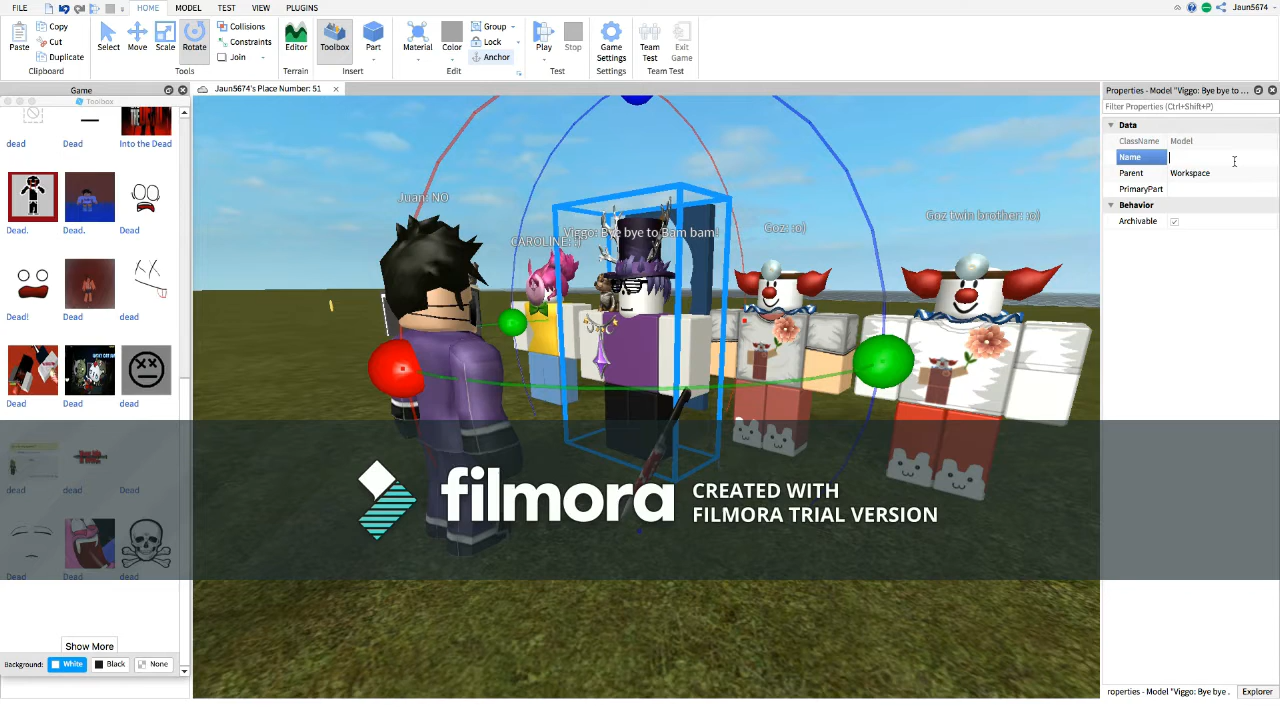 FILE HOME MODEL TEST VIEW PLUGINS Jaun5674
Paste Copy Cut Duplicate Select Move Scale Rotate Collisions Constraints Join Editor Toolbox Part Material Color Group Lock Anchor Play Stop Game Settings Team Test Exit Game
Clipboard Tools Terrain Insert Edit Test Settings Team Test
Game
Jaun5674's Place Number: 51
Properties - Model "Viggo: Bye bye to ...
Toolbox
Filter Properties (Ctrl+Shift+P)
Data
ClassName Model
Name
Parent Workspace
PrimaryPart
Behavior
Archivable
dead Dead Into the Dead
Dead. Dead. Dead
Dead! Dead dead
Dead Dead dead
dead Dead Dead
Dead Dead dead
Show More
Background: White Black None
Juan: NO
CAROLINE: :)
Viggo: Bye bye to Bam bam!
Goz: :o)
Goz twin brother: :o)
filmora
CREATED WITH
FILMORA TRIAL VERSION
roperties - Model "Viggo: Bye bye . Explorer